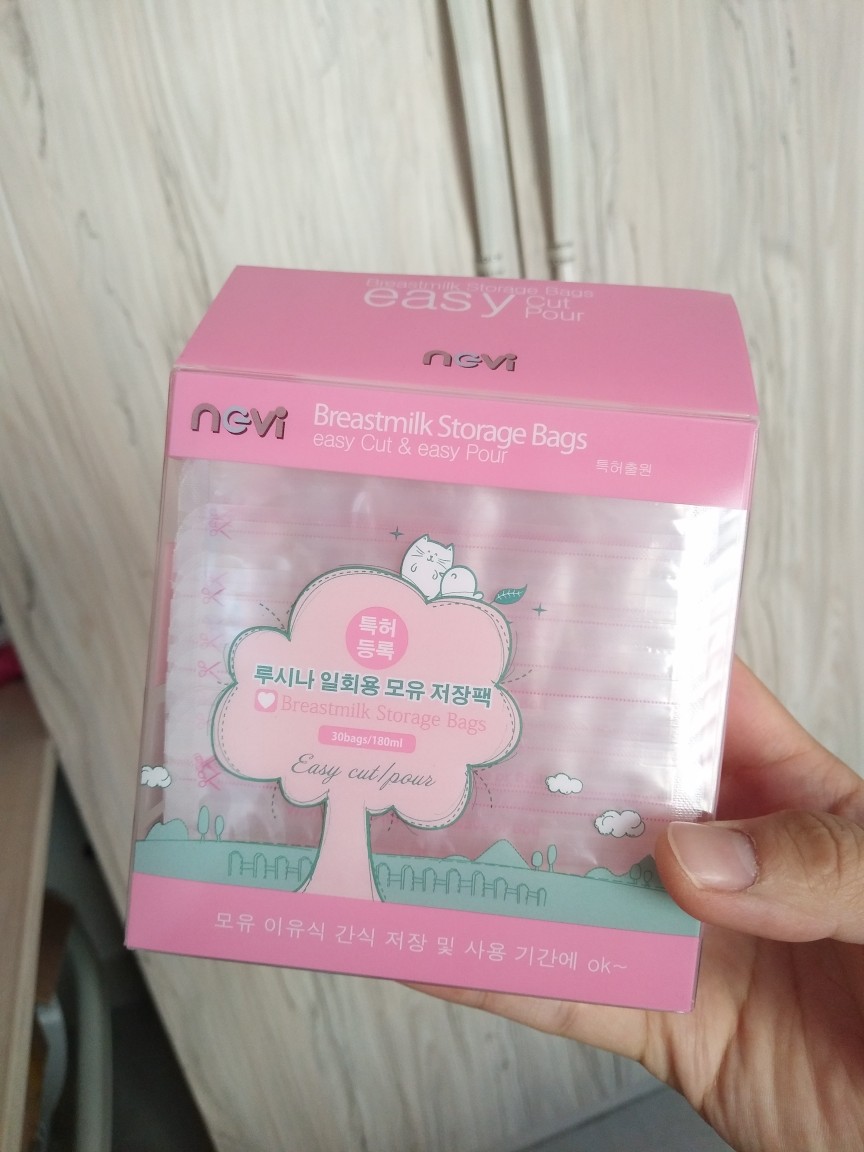 Breastmilk Storage Bags
easy Cut
Pour
nevi
nevi
Breastmilk Storage Bags
easy Cut & easy Pour
특허출원
특허
등록
루시나 일회용 모유 저장팩
Breastmilk Storage Bags
30bags/180ml
Easy cut/pour
모유 이유식 간식 저장 및 사용 기간에 ok~